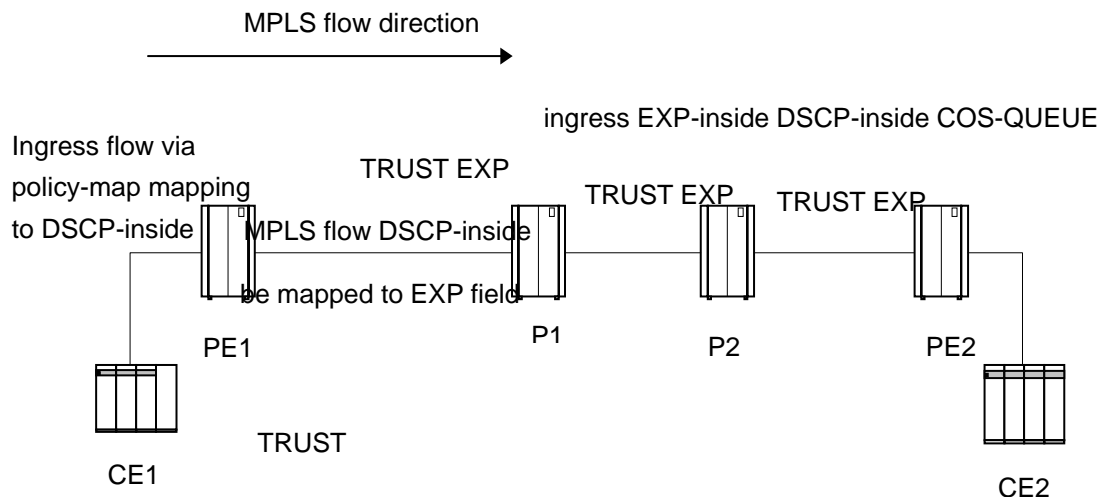 MPLS flow direction
ingress EXP-inside DSCP-inside COS-QUEUE
Ingress flow via
policy-map mapping
to DSCP-inside
TRUST EXP
TRUST EXP
TRUST EXP
MPLS flow DSCP-inside
be mapped to EXP field
PE1
P1
P2
PE2
TRUST
CE1
CE2